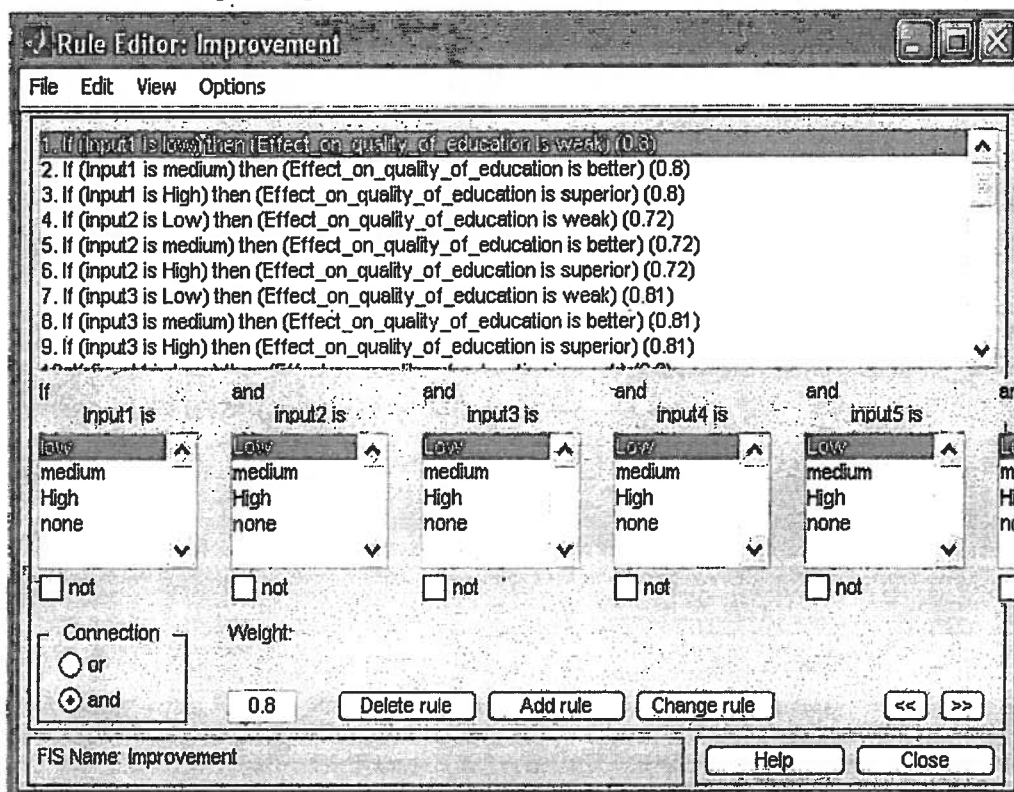 Rule Editor: Improvement
File Edit View Options
1. If (Input1 is low) then (Effect_on_quality_of_education is weak) (0.8)
2. If (Input1 is medium) then (Effect_on_quality_of_education is better) (0.8)
3. If (Input1 is High) then (Effect_on_quality_of_education is superior) (0.8)
4. If (input2 is Low) then (Effect_on_quality_of_education is weak) (0.72)
5. If (input2 is medium) then (Effect_on_quality_of_education is better) (0.72)
6. If (input2 is High) then (Effect_on_quality_of_education is superior) (0.72)
7. If (input3 is Low) then (Effect_on_quality_of_education is weak) (0.81)
8. If (input3 is medium) then (Effect_on_quality_of_education is better) (0.81)
9. If (input3 is High) then (Effect_on_quality_of_education is superior) (0.81)
If and and and and
Input1 is input2 is input3 is input4 is input5 is
low Low Low Low Low
medium medium medium medium medium
High High High High High
none none none none none
not not not not not
Connection Weight:
or
and 0.8 Delete rule Add rule Change rule << >>
FIS Name: Improvement Help Close